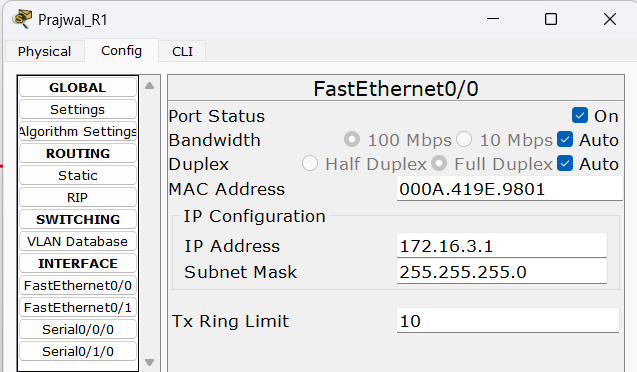 Prajwal_R1
Physical Config CLI
GLOBAL
Settings
Algorithm Settings
ROUTING
Static
RIP
SWITCHING
VLAN Database
INTERFACE
FastEthernet0/0
FastEthernet0/1
Serial0/0/0
Serial0/1/0
FastEthernet0/0
Port Status On
Bandwidth 100 Mbps 10 Mbps Auto
Duplex Half Duplex Full Duplex Auto
MAC Address 000A.419E.9801
IP Configuration
IP Address 172.16.3.1
Subnet Mask 255.255.255.0
Tx Ring Limit 10